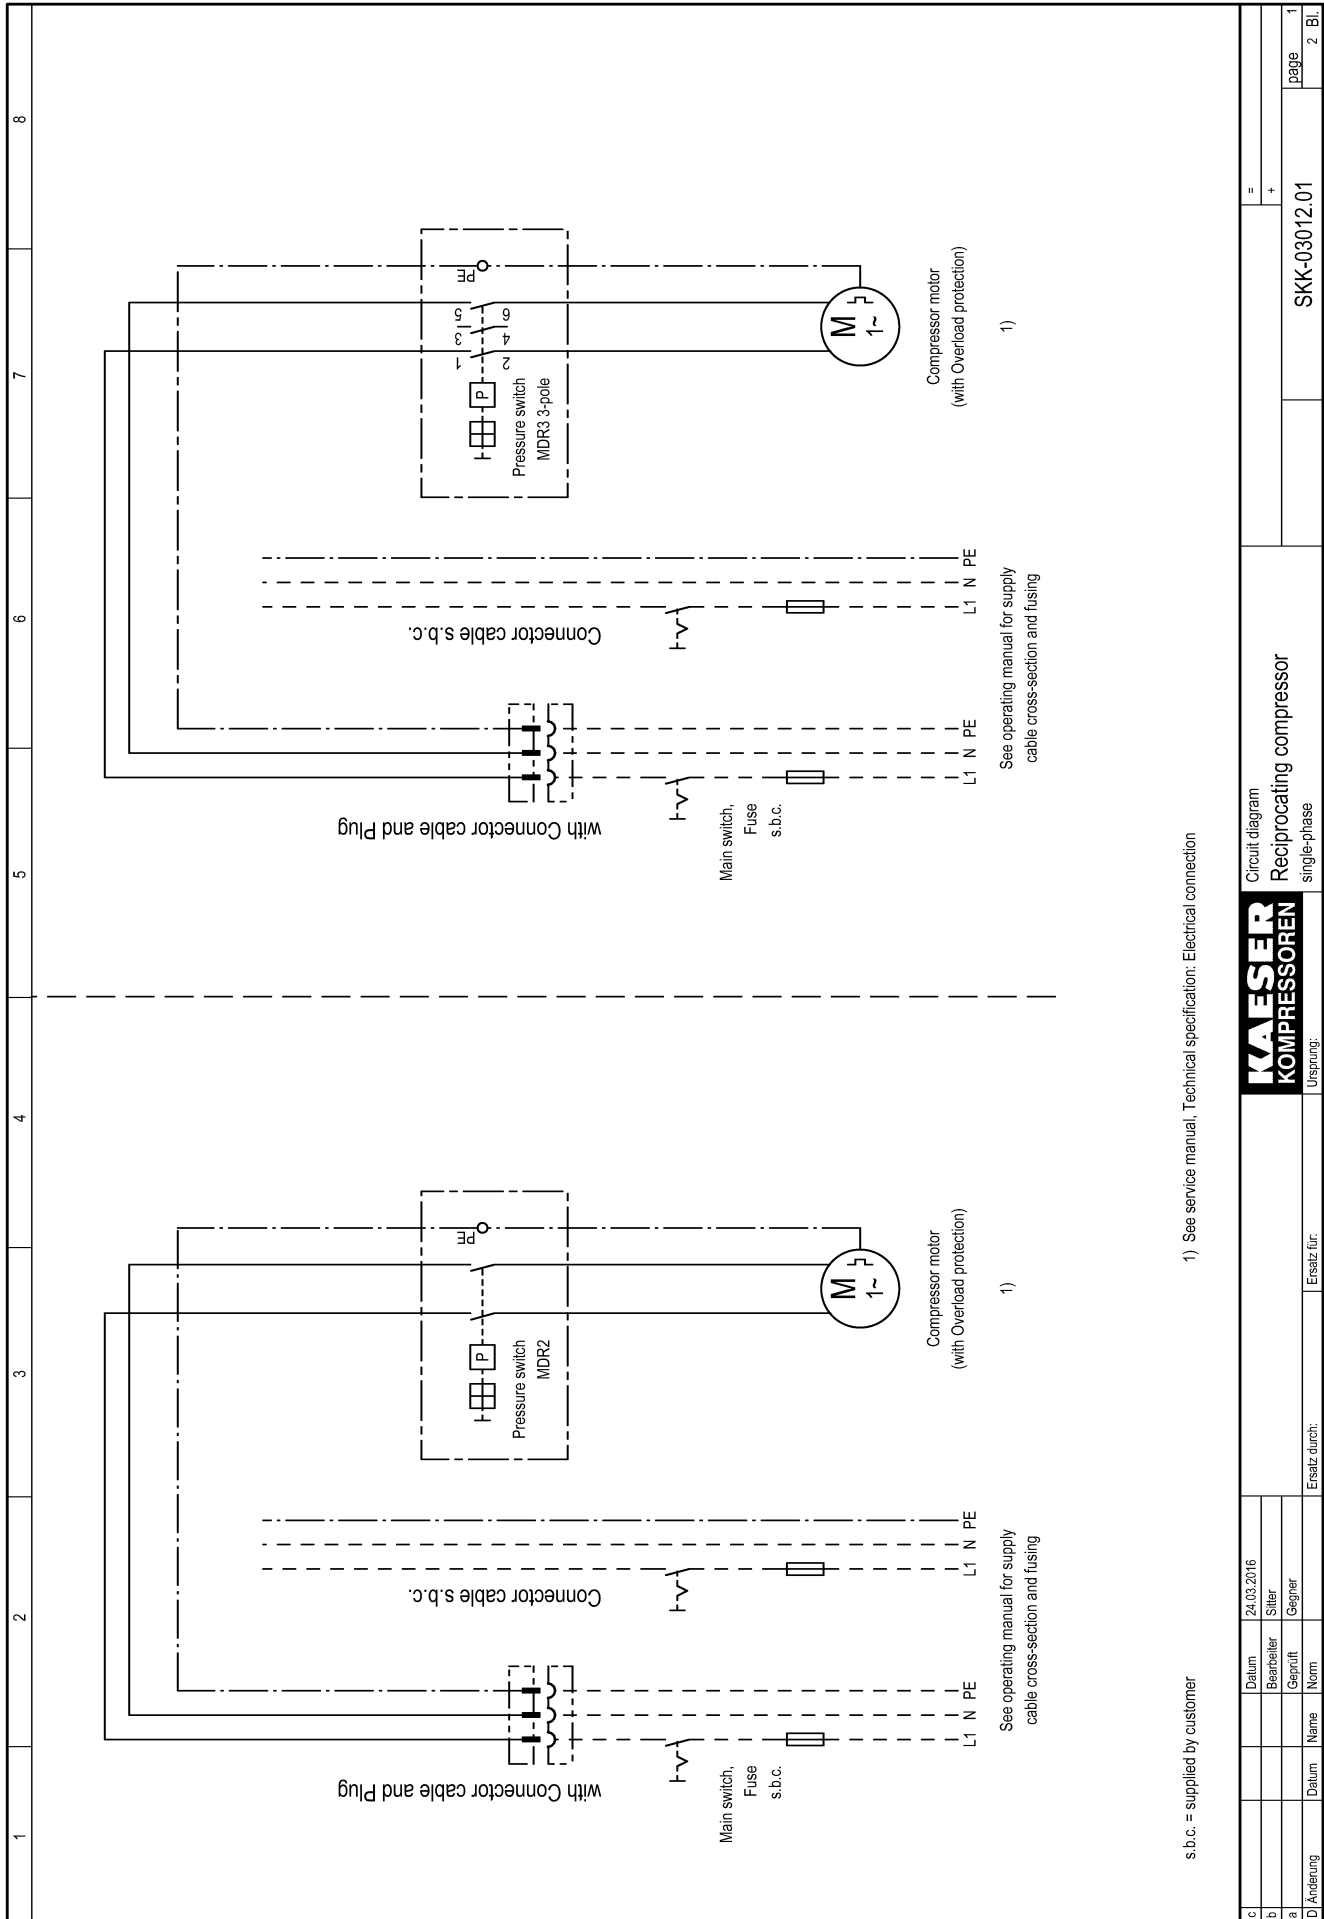 1 2 3 4 5 6 7 8
with Connector cable and Plug
Connector cable s.b.c.
Main switch,
Fuse
s.b.c.
L1 N PE
L1 N PE
See operating manual for supply
cable cross-section and fusing
PE
P
Pressure switch
MDR2
M
1~
Compressor motor
(with Overload protection)
1)
with Connector cable and Plug
Connector cable s.b.c.
Main switch,
Fuse
s.b.c.
L1 N PE
L1 N PE
See operating manual for supply
cable cross-section and fusing
PE
1 3 5
2 4 6
P
Pressure switch
MDR3 3-pole
M
1~
Compressor motor
(with Overload protection)
1)
s.b.c. = supplied by customer
1) See service manual, Technical specification: Electrical connection
c
b
a
D Änderung Datum Name
Datum 24.03.2016
Bearbeiter Sitter
Geprüft Gegner
Norm
Ersatz durch:
Ersatz für:
Ursprung:
KAESER
KOMPRESSOREN
Circuit diagram
Reciprocating compressor
single-phase
=
+
SKK-03012.01
page 1
2 Bl.